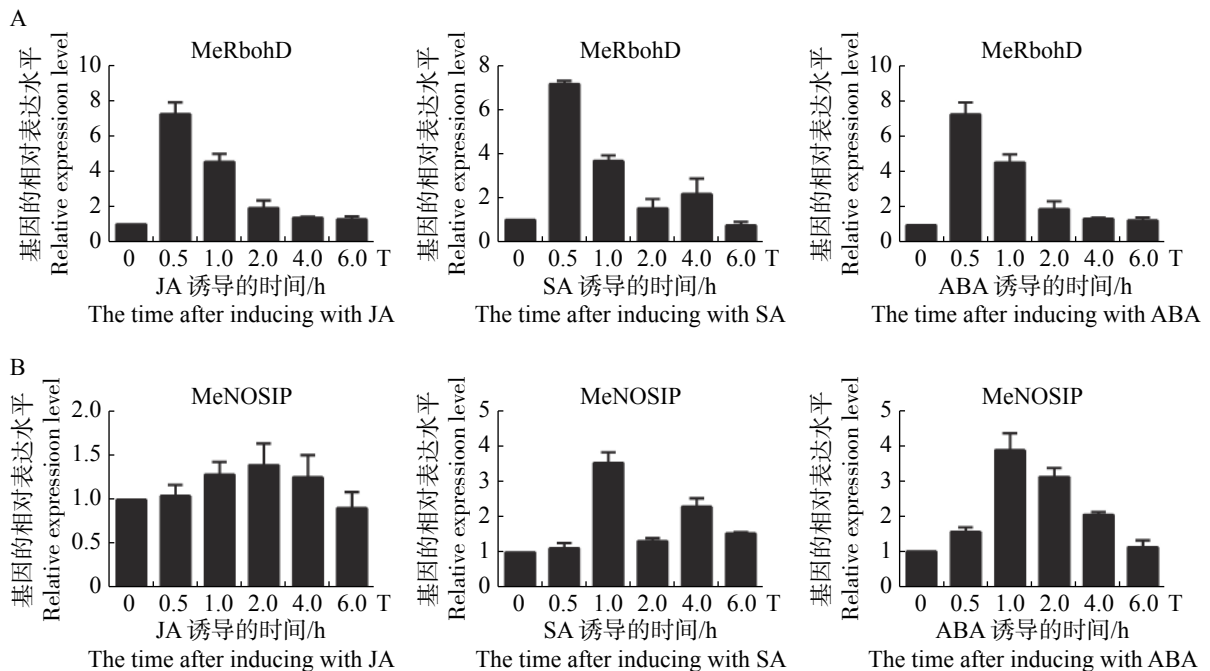 A
MeRbohD
基因的相对表达水平
Relative expressioon level
10
8
6
4
2
0
0 0.5 1.0 2.0 4.0 6.0 T
JA 诱导的时间/h
The time after inducing with JA
MeRbohD
基因的相对表达水平
Relative expressioon level
8
6
4
2
0
0 0.5 1.0 2.0 4.0 6.0 T
SA 诱导的时间/h
The time after inducing with SA
MeRbohD
基因的相对表达水平
Relative expressioon level
10
8
6
4
2
0
0 0.5 1.0 2.0 4.0 6.0 T
ABA 诱导的时间/h
The time after inducing with ABA
B
MeNOSIP
基因的相对表达水平
Relative expressioon level
2.0
1.5
1.0
0.5
0
0 0.5 1.0 2.0 4.0 6.0 T
JA 诱导的时间/h
The time after inducing with JA
MeNOSIP
基因的相对表达水平
Relative expressioon level
5
4
3
2
1
0
0 0.5 1.0 2.0 4.0 6.0 T
SA 诱导的时间/h
The time after inducing with SA
MeNOSIP
基因的相对表达水平
Relative expressioon level
5
4
3
2
1
0
0 0.5 1.0 2.0 4.0 6.0 T
ABA 诱导的时间/h
The time after inducing with ABA